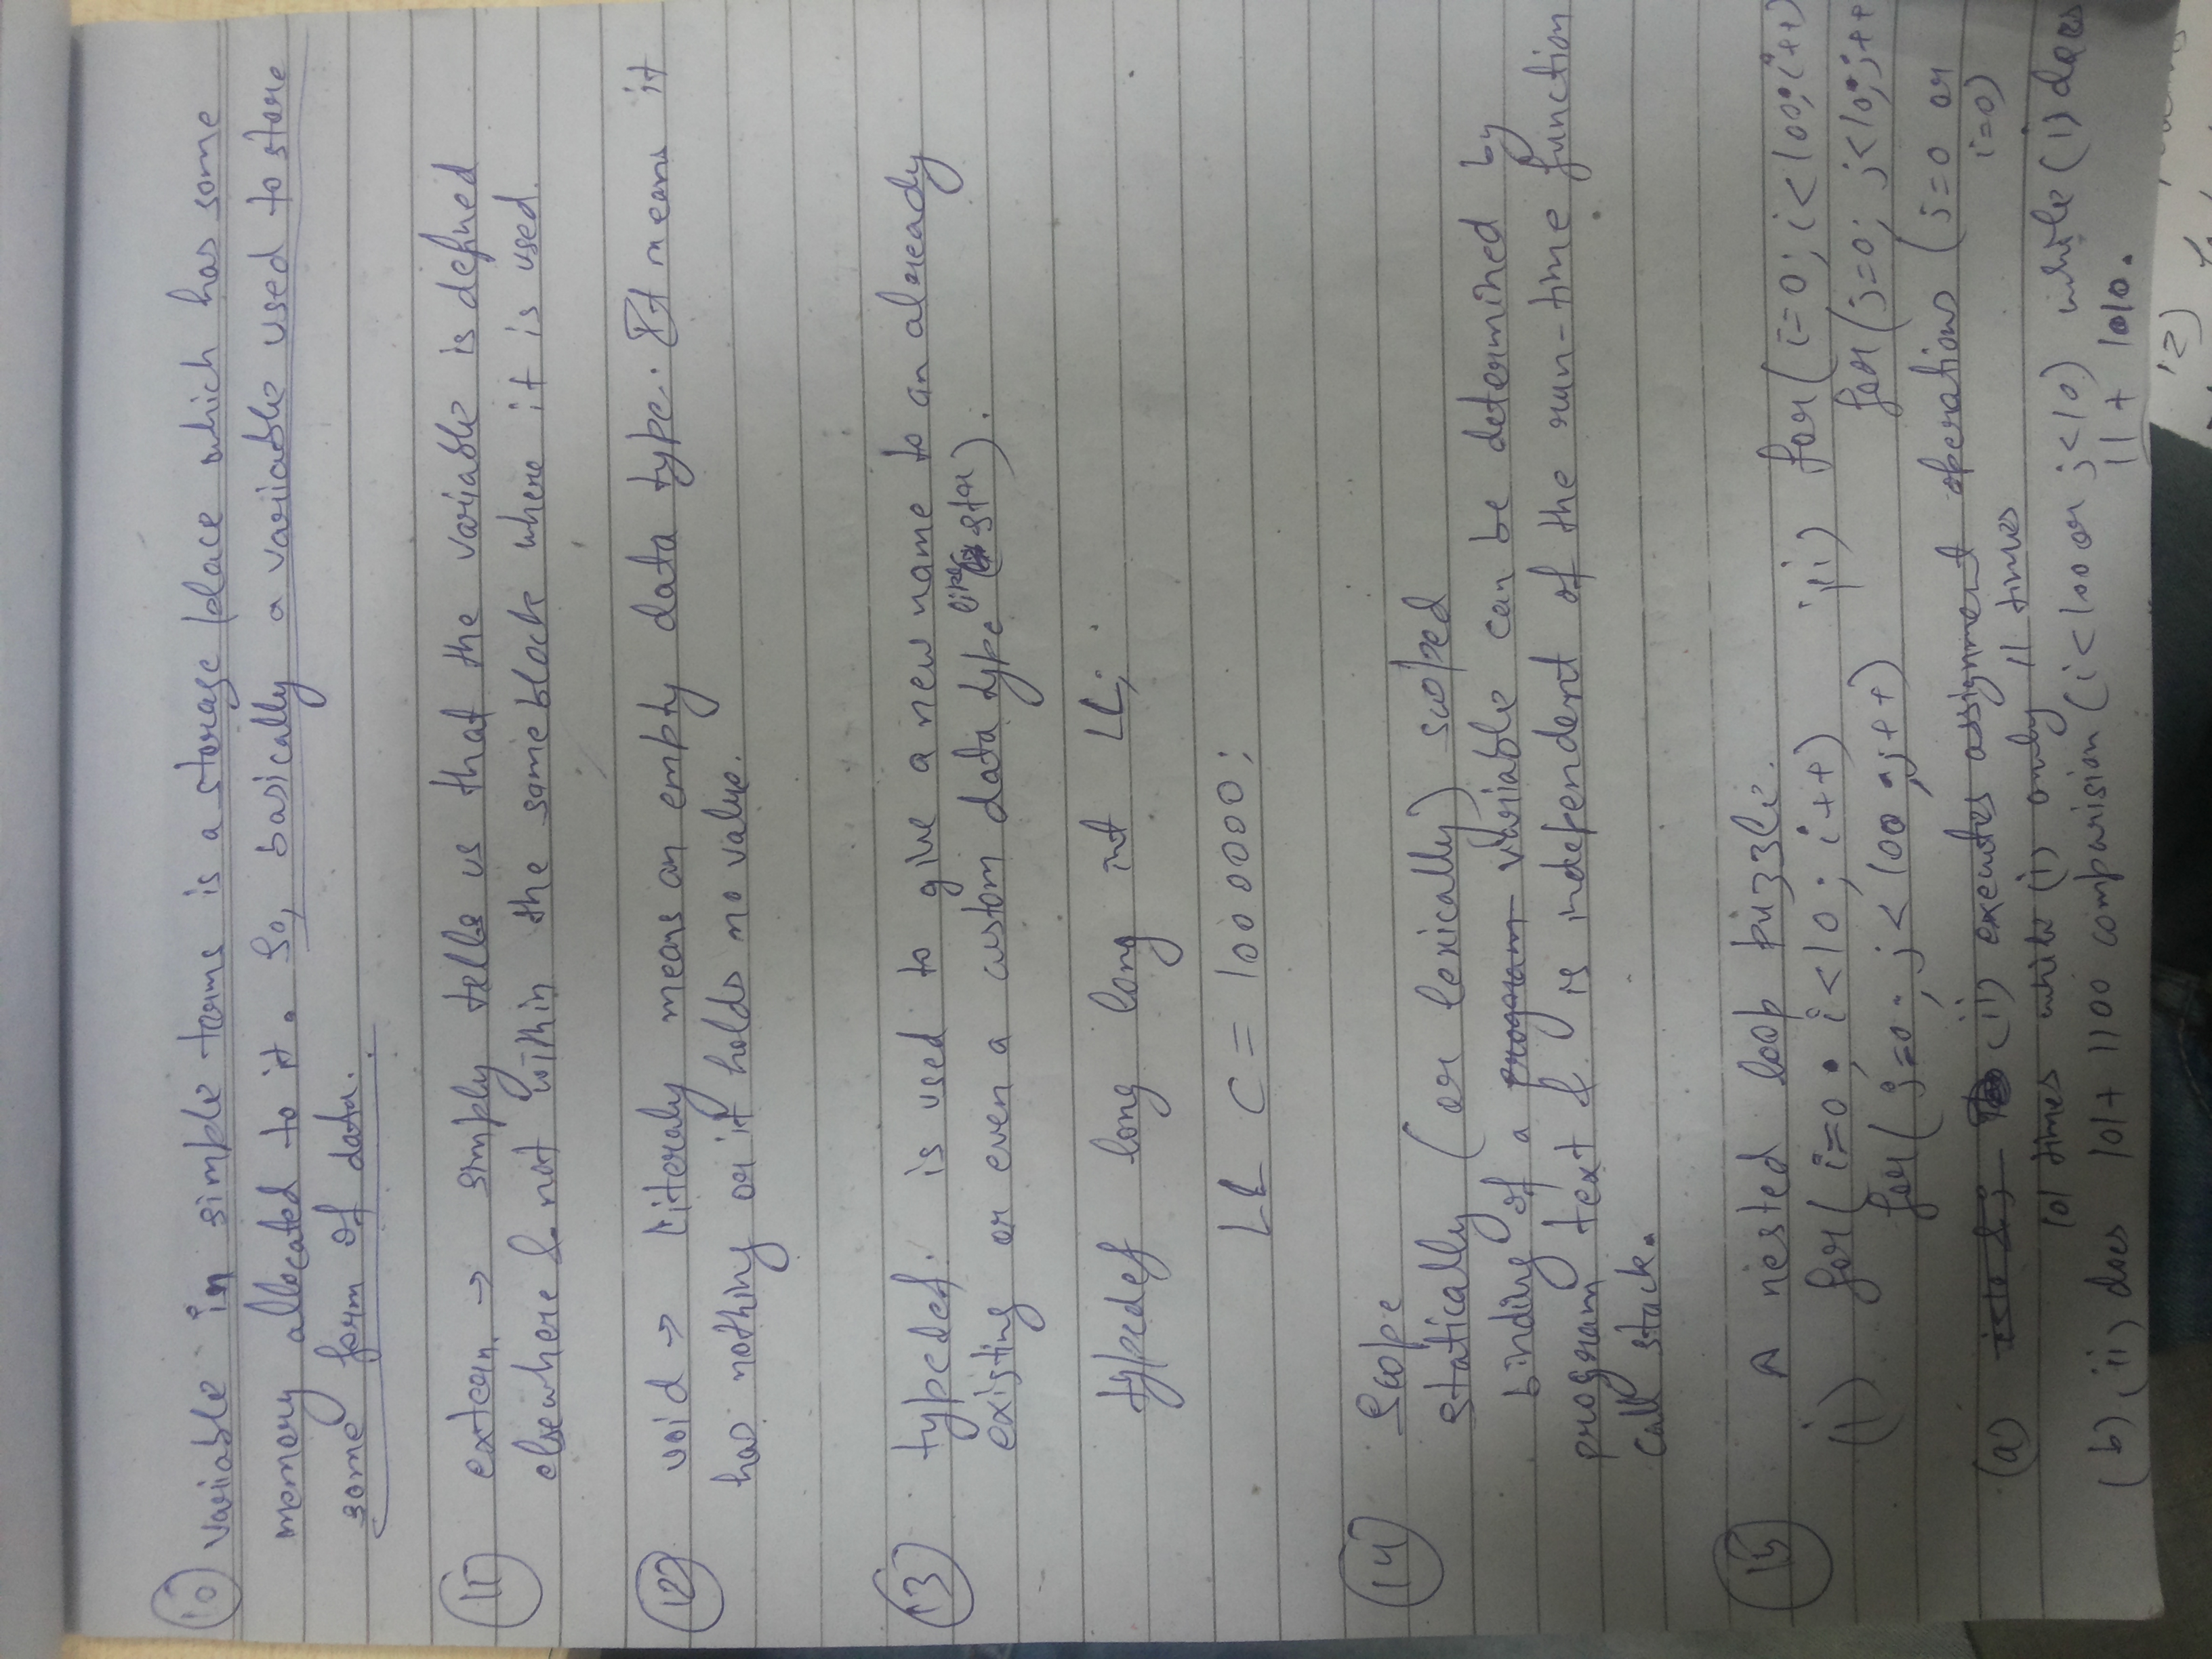 10 variable in simple terms is a storage place which has some
memory allocated to it. So, basically a variable used to store
some form of data.
11 extern. → simply tells us that the variable is defined
elsewhere & not within the same block where it is used.
12 void → Literaly means an empty data type. It means it
has nothing or it holds no value.
13 typedef. is used to give a new name to an already
existing or even a custom data type like ( str).
typedef long long int LL;
LL C = 1000000;
14 Scope
statically (or lexically) scoped
binding of a program variable can be determined by
program text & is independent of the run-time function
call stack.
15 A nested loop puzzle.
(i) for( i=0 ; i<10 ; i++) ii) for( i=0; i<100; i++)
for( j=0 ; j< 100 ; j++) for (j=0; j<10; j++
(a) (ii) executes assignment operations (j=0 or
i=0)
101 times while (i) only 11 times
(b) (ii) does 101+ 1100 comparision (i<100 or j<10) while (i) does
11 + 1010.
12)